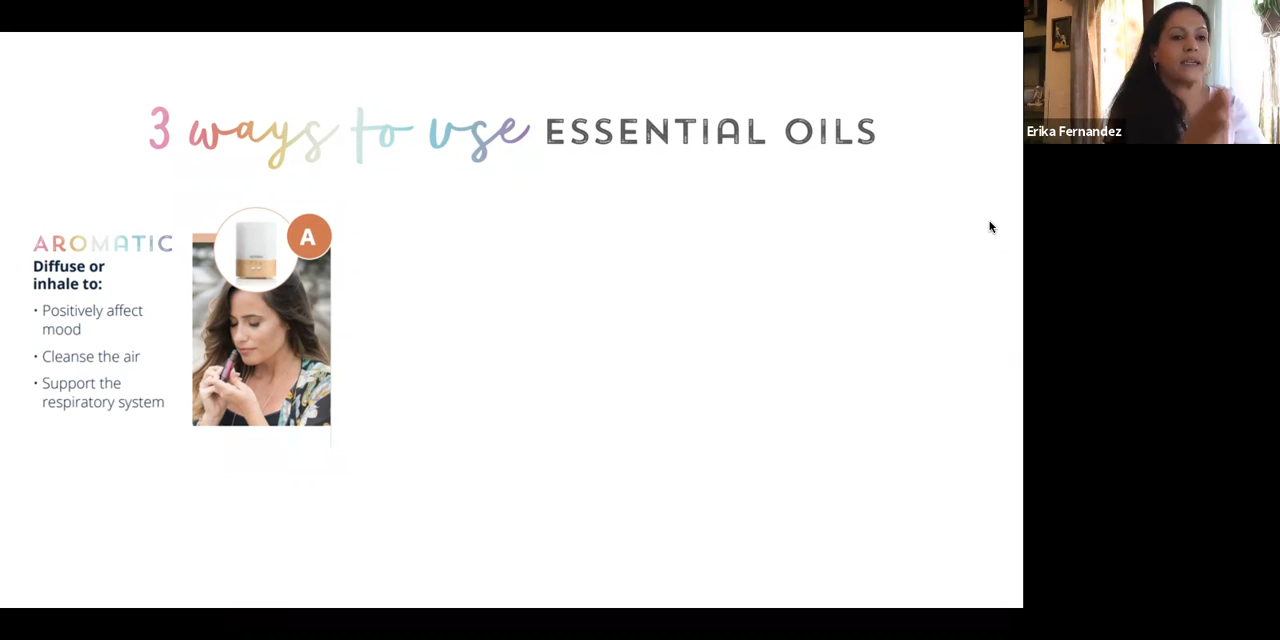 3 ways to use ESSENTIAL OILS
AROMATIC
Diffuse or
inhale to:
• Positively affect
mood
• Cleanse the air
• Support the
respiratory system
A
Erika Fernandez